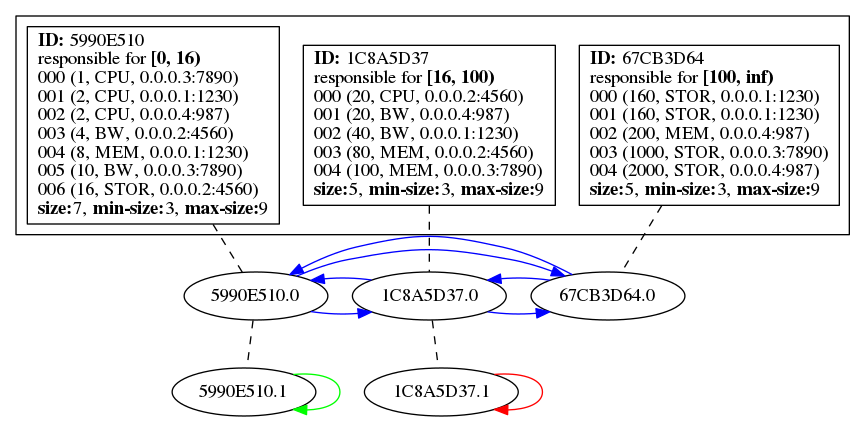 ID: 5990E510
responsible for [0, 16)
000 (1, CPU, 0.0.0.3:7890)
001 (2, CPU, 0.0.0.1:1230)
002 (2, CPU, 0.0.0.4:987)
003 (4, BW, 0.0.0.2:4560)
004 (8, MEM, 0.0.0.1:1230)
005 (10, BW, 0.0.0.3:7890)
006 (16, STOR, 0.0.0.2:4560)
size:7, min-size:3, max-size:9
ID: 1C8A5D37
responsible for [16, 100)
000 (20, CPU, 0.0.0.2:4560)
001 (20, BW, 0.0.0.4:987)
002 (40, BW, 0.0.0.1:1230)
003 (80, MEM, 0.0.0.2:4560)
004 (100, MEM, 0.0.0.3:7890)
size:5, min-size:3, max-size:9
ID: 67CB3D64
responsible for [100, inf)
000 (160, STOR, 0.0.0.1:1230)
001 (160, STOR, 0.0.0.1:1230)
002 (200, MEM, 0.0.0.4:987)
003 (1000, STOR, 0.0.0.3:7890)
004 (2000, STOR, 0.0.0.4:987)
size:5, min-size:3, max-size:9
5990E510.0
1C8A5D37.0
67CB3D64.0
5990E510.1
1C8A5D37.1